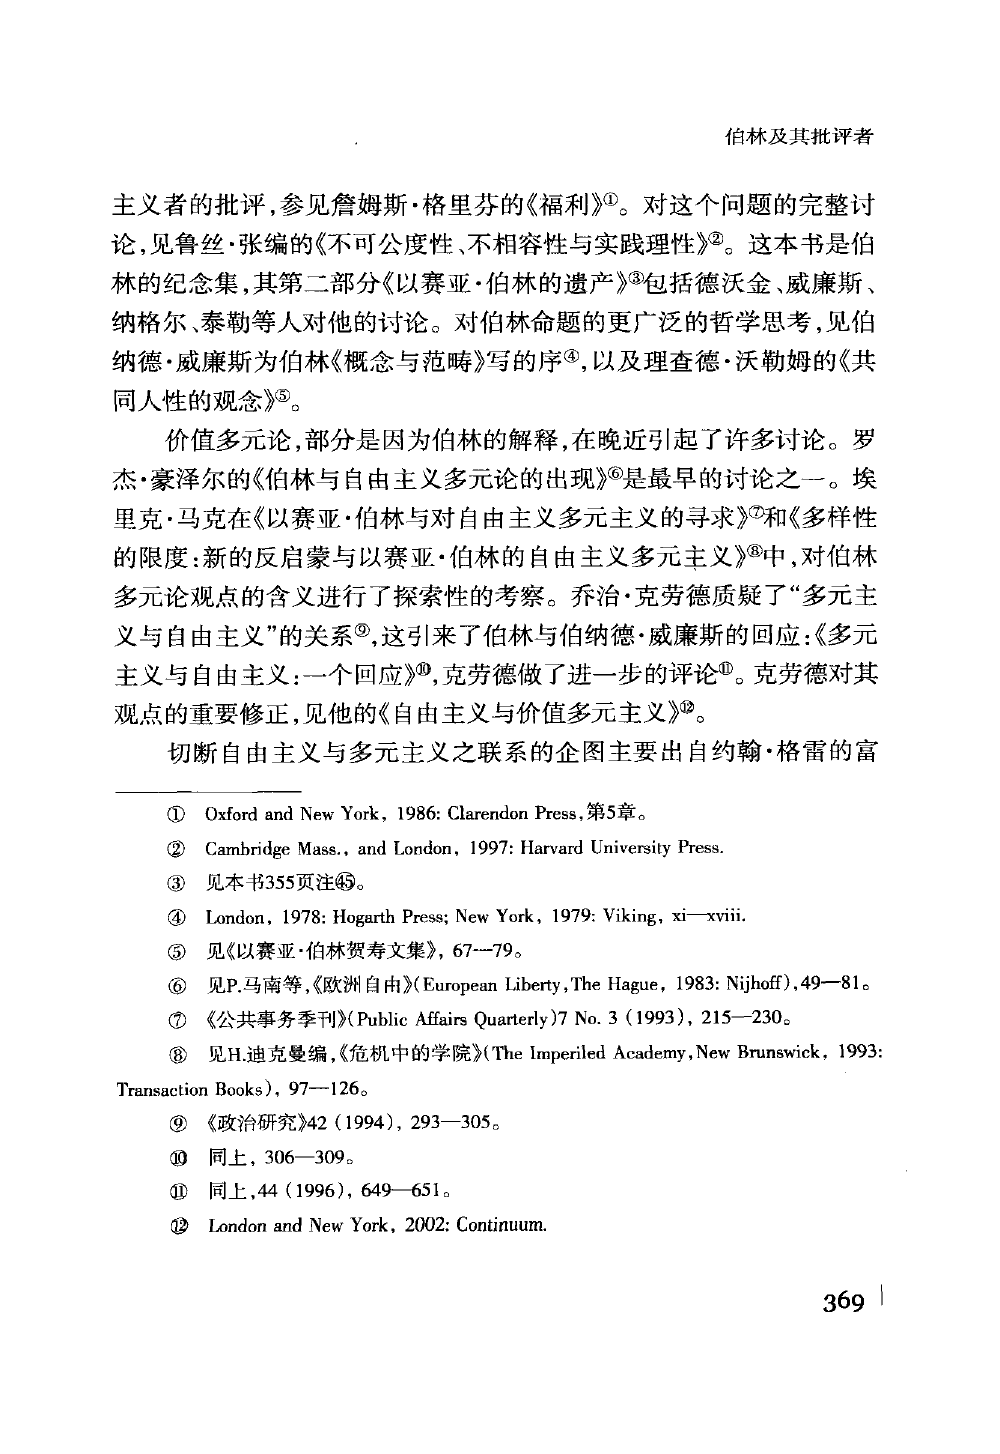 伯林及其批评者
主义者的批评,参见詹姆斯·格里芬的《福利》①。对这个问题的完整讨
论,见鲁丝·张编的《不可公度性、不相容性与实践理性》②。这本书是伯
林的纪念集,其第二部分《以赛亚·伯林的遗产》③包括德沃金、威廉斯、
纳格尔、泰勒等人对他的讨论。对伯林命题的更广泛的哲学思考,见伯
纳德·威廉斯为伯林《概念与范畴》写的序④,以及理查德·沃勒姆的《共
同人性的观念》⑤。
价值多元论,部分是因为伯林的解释,在晚近引起了许多讨论。罗
杰·豪泽尔的《伯林与自由主义多元论的出现》⑥是最早的讨论之一。埃
里克·马克在《以赛亚·伯林与对自由主义多元主义的寻求》⑦和《多样性
的限度:新的反启蒙与以赛亚·伯林的自由主义多元主义》⑧中,对伯林
多元论观点的含义进行了探索性的考察。乔治·克劳德质疑了“多元主
义与自由主义”的关系⑨,这引来了伯林与伯纳德·威廉斯的回应:《多元
主义与自由主义:一个回应》⑩,克劳德做了进一步的评论⑪。克劳德对其
观点的重要修正,见他的《自由主义与价值多元主义》⑫。
切断自由主义与多元主义之联系的企图主要出自约翰·格雷的富
① Oxford and New York, 1986: Clarendon Press,第5章。
② Cambridge Mass., and London, 1997: Harvard University Press.
③ 见本书355页注㊺。
④ London, 1978: Hogarth Press; New York, 1979: Viking, xi—xviii.
⑤ 见《以赛亚·伯林贺寿文集》, 67—79。
⑥ 见P.马南等,《欧洲自由》(European Liberty,The Hague, 1983: Nijhoff),49—81。
⑦ 《公共事务季刊》(Public Affairs Quarterly)7 No. 3 (1993), 215—230。
⑧ 见H.迪克曼编,《危机中的学院》(The Imperiled Academy,New Brunswick, 1993:
Transaction Books), 97—126。
⑨ 《政治研究》42 (1994), 293—305。
⑩ 同上, 306—309。
⑪ 同上,44 (1996), 649—651。
⑫ London and New York, 2002: Continuum.
369